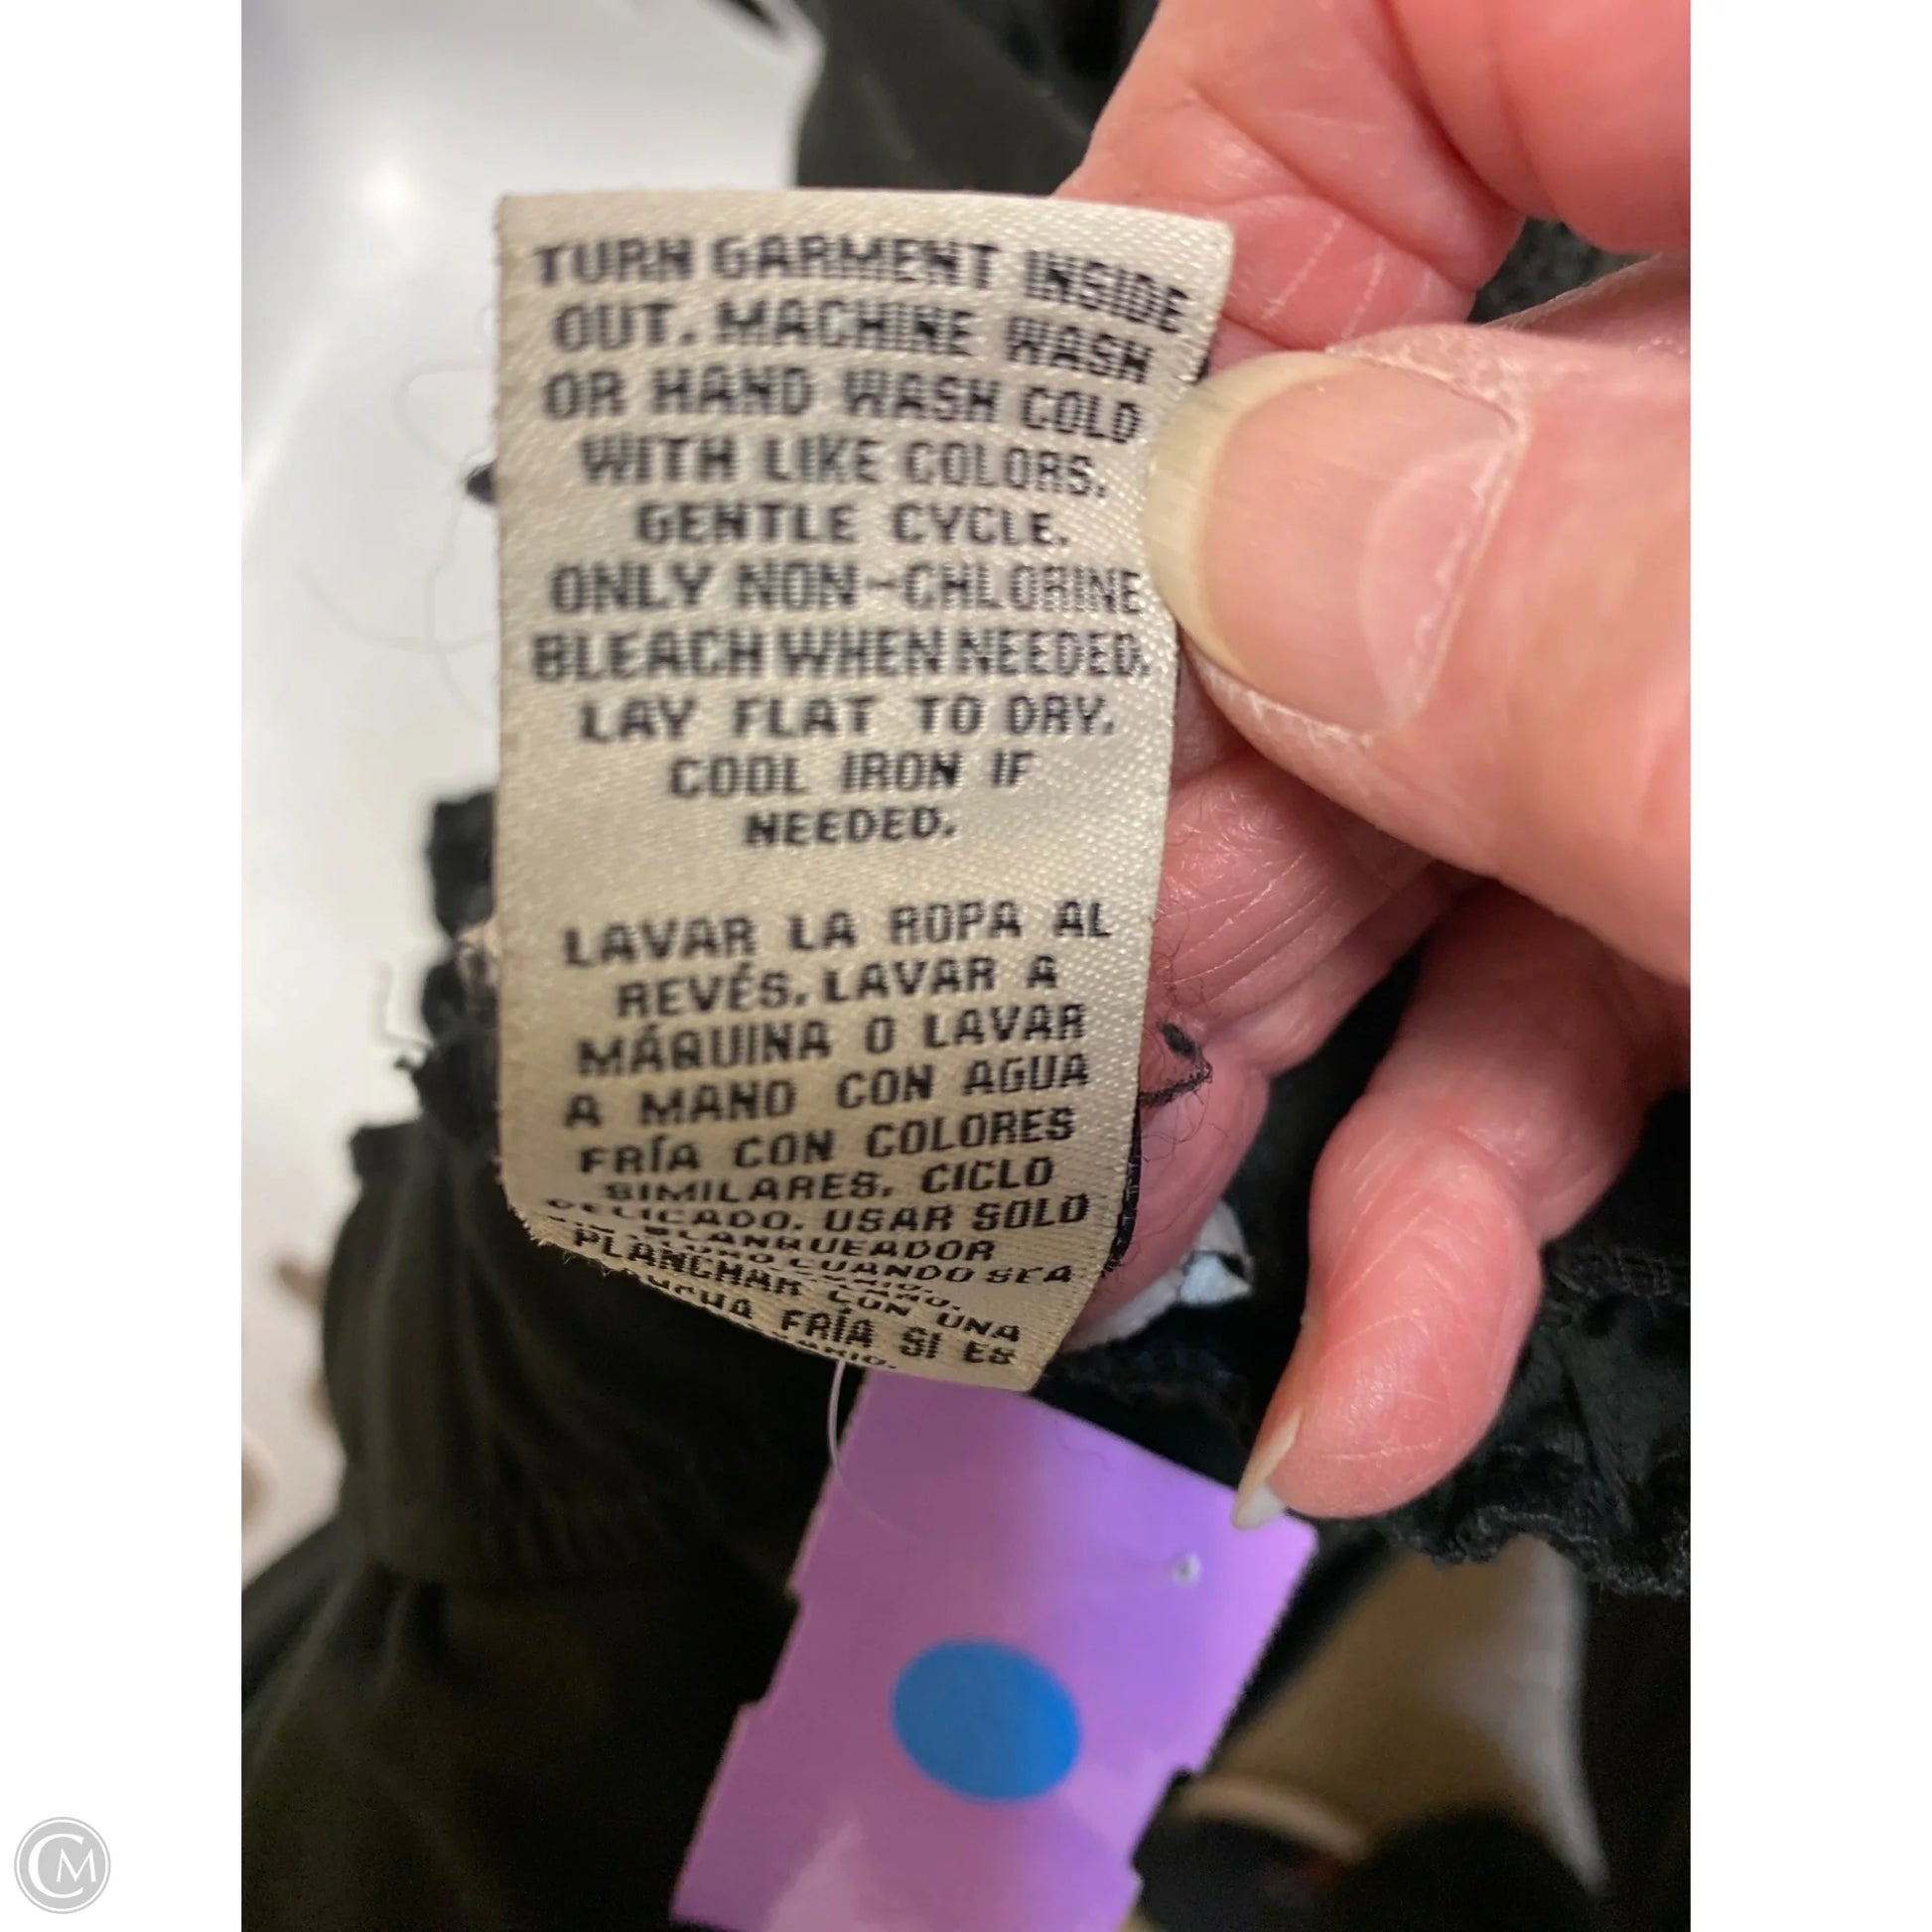 TURN GARMENT INSIDE
OUT. MACHINE WASH
OR HAND WASH COLD
WITH LIKE COLORS.
GENTLE CYCLE.
ONLY NON-CHLORINE
BLEACH WHEN NEEDED.
LAY FLAT TO DRY.
COOL IRON IF
NEEDED.
LAVAR LA ROPA AL
REVÉS. LAVAR A
MÁQUINA O LAVAR
A MANO CON AGUA
FRÍA CON COLORES
SIMILARES. CICLO
DELICADO. USAR SOLO
BLANQUEADOR
CUANDO SEA
PLANCHAR CON UNA
FRÍA SI ES
CM